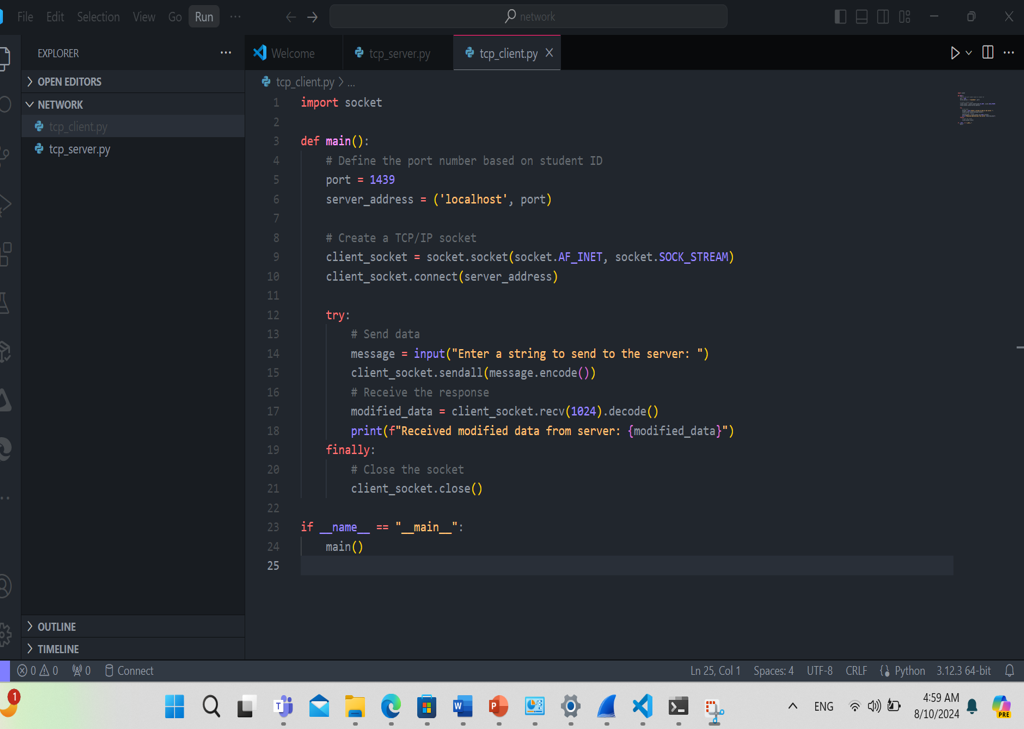 File Edit Selection View Go Run ··· network
EXPLORER ···
OPEN EDITORS
NETWORK
tcp_client.py
tcp_server.py
OUTLINE
TIMELINE
Welcome tcp_server.py tcp_client.py
tcp_client.py > ...
1 import socket
2
3 def main():
4 # Define the port number based on student ID
5 port = 1439
6 server_address = ('localhost', port)
7
8 # Create a TCP/IP socket
9 client_socket = socket.socket(socket.AF_INET, socket.SOCK_STREAM)
10 client_socket.connect(server_address)
11
12 try:
13 # Send data
14 message = input("Enter a string to send to the server: ")
15 client_socket.sendall(message.encode())
16 # Receive the response
17 modified_data = client_socket.recv(1024).decode()
18 print(f"Received modified data from server: {modified_data}")
19 finally:
20 # Close the socket
21 client_socket.close()
22
23 if __name__ == "__main__":
24 main()
25
0 0 0 Connect Ln 25, Col 1 Spaces: 4 UTF-8 CRLF Python 3.12.3 64-bit
1 ENG 4:59 AM
8/10/2024 PRE